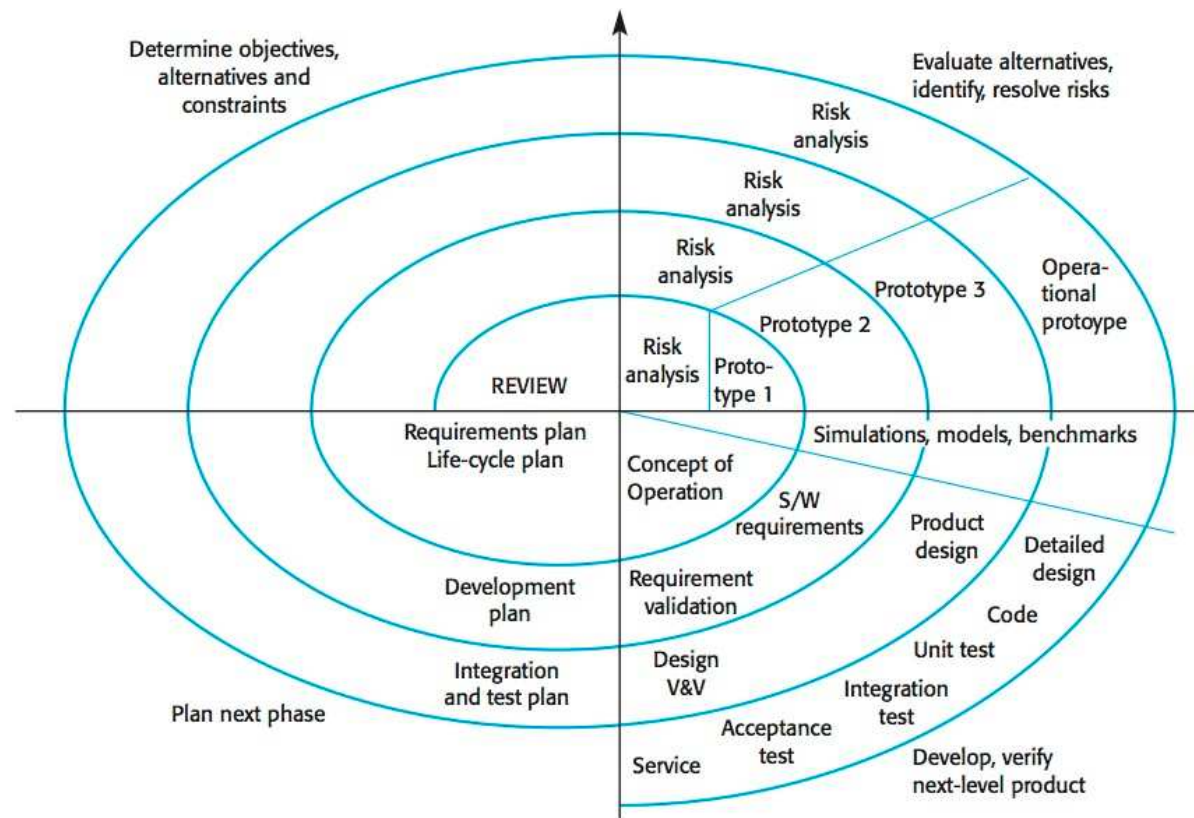 Determine objectives,
alternatives and
constraints
Evaluate alternatives,
identify, resolve risks
Risk
analysis
Risk
analysis
Risk
analysis
Risk
analysis
Proto-
type 1
Prototype 2
Prototype 3
Opera-
tional
protoype
REVIEW
Requirements plan
Life-cycle plan
Development
plan
Integration
and test plan
Plan next phase
Simulations, models, benchmarks
Concept of
Operation
S/W
requirements
Requirement
validation
Product
design
Design
V&V
Detailed
design
Code
Unit test
Integration
test
Acceptance
test
Service
Develop, verify
next-level product